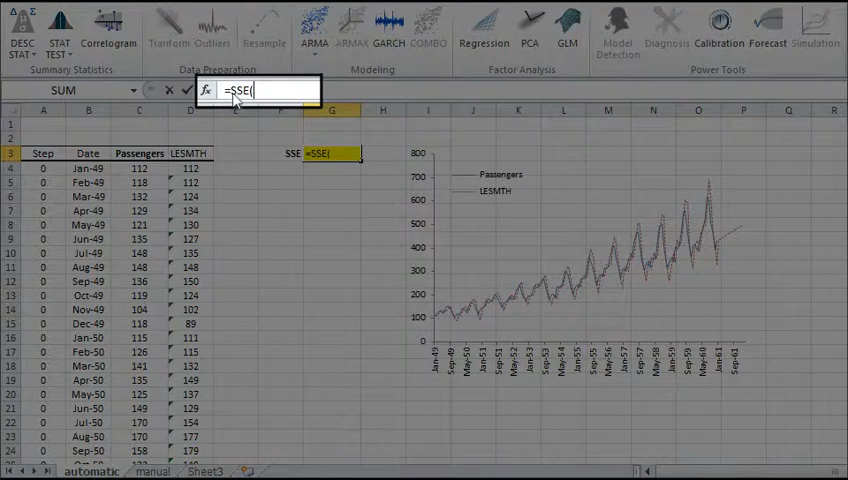 DESC STAT
STAT TEST
Correlogram
Tranform
Outliers
Resample
ARMA
ARMAX
GARCH
COMBO
Regression
PCA
GLM
Model Detection
Diagnosis
Calibration
Forecast
Simulation
Summary Statistics
Data Preparation
Modeling
Factor Analysis
Power Tools
SUM
fx
=SSE(
A B C D E F G H I J K L M N O P Q
1
2
3 Step Date Passengers LESMTH SSE =SSE(
4 0 Jan-49 112 112
5 0 Feb-49 118 112
6 0 Mar-49 132 124
7 0 Apr-49 129 134
8 0 May-49 121 130
9 0 Jun-49 135 127
10 0 Jul-49 148 135
11 0 Aug-49 148 148
12 0 Sep-49 136 150
13 0 Oct-49 119 124
14 0 Nov-49 104 102
15 0 Dec-49 118 89
16 0 Jan-50 115 111
17 0 Feb-50 126 115
18 0 Mar-50 141 132
19 0 Apr-50 135 149
20 0 May-50 125 137
21 0 Jun-50 149 129
22 0 Jul-50 170 154
23 0 Aug-50 170 177
24 0 Sep-50 158 179
800
700
600
500
400
300
200
100
0
Passengers
LESMTH
Jan-49
Sep-49
May-50
Jan-51
Sep-51
May-52
Jan-53
Sep-53
May-54
Jan-55
Sep-55
May-56
Jan-57
Sep-57
May-58
Jan-59
Sep-59
May-60
Jan-61
Sep-61
automatic
manual
Sheet3